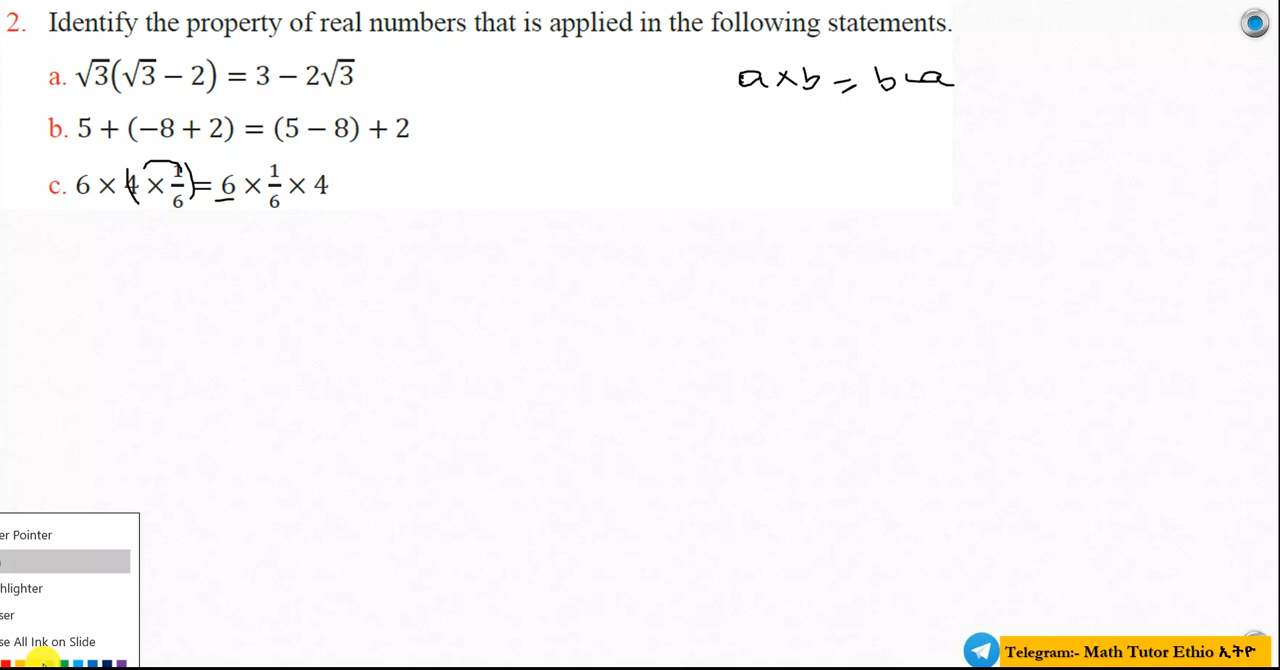 2. Identify the property of real numbers that is applied in the following statements.
a. √3(√3 − 2) = 3 − 2√3
a × b = b × a
b. 5 + (−8 + 2) = (5 − 8) + 2
c. 6 × (4 × 1/6) = 6 × 1/6 × 4
er Pointer
hlighter
ser
se All Ink on Slide
Telegram:- Math Tutor Ethio ኢትዮ